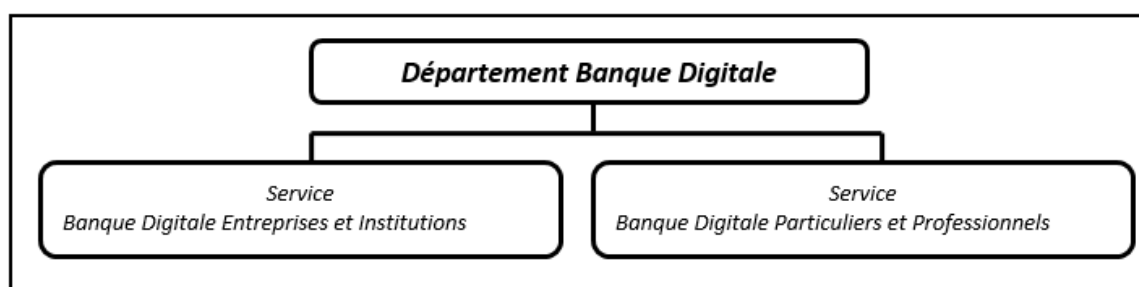 Département Banque Digitale
Service
Banque Digitale Entreprises et Institutions
Service
Banque Digitale Particuliers et Professionnels